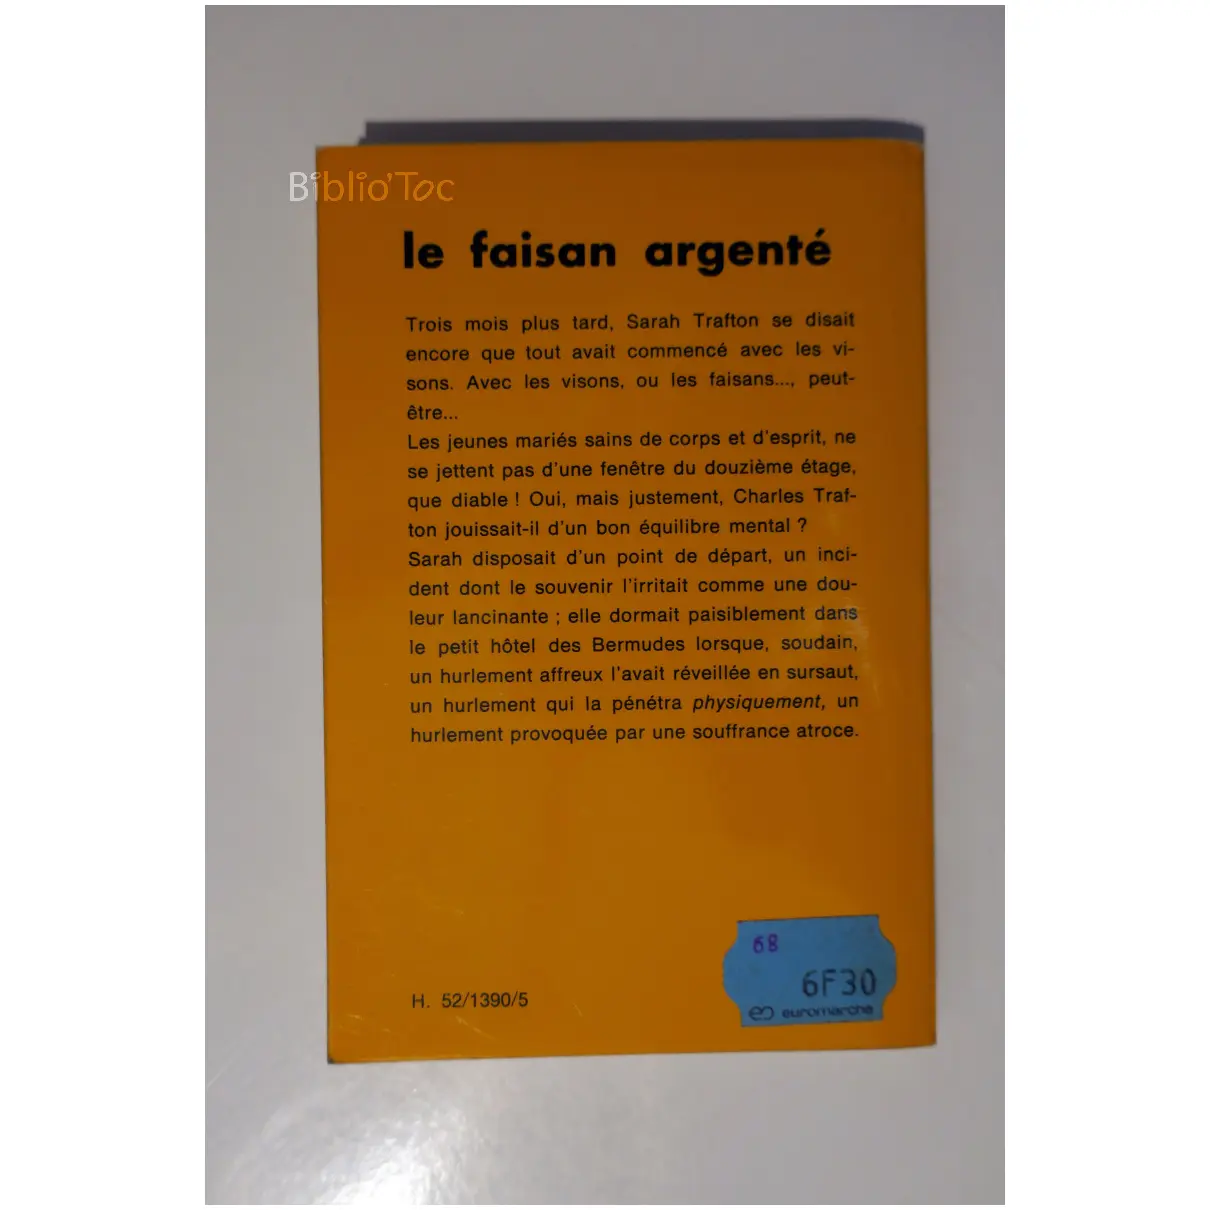 Biblio'Toc
le faisan argenté
Trois mois plus tard, Sarah Trafton se disait
encore que tout avait commencé avec les vi-
sons. Avec les visons, ou les faisans..., peut-
être...
Les jeunes mariés sains de corps et d'esprit, ne
se jettent pas d'une fenêtre du douzième étage,
que diable ! Oui, mais justement, Charles Traf-
ton jouissait-il d'un bon équilibre mental ?
Sarah disposait d'un point de départ, un inci-
dent dont le souvenir l'irritait comme une dou-
leur lancinante ; elle dormait paisiblement dans
le petit hôtel des Bermudes lorsque, soudain,
un hurlement affreux l'avait réveillée en sursaut,
un hurlement qui la pénétra physiquement, un
hurlement provoquée par une souffrance atroce.
68
6F30
euromarché
H. 52/1390/5